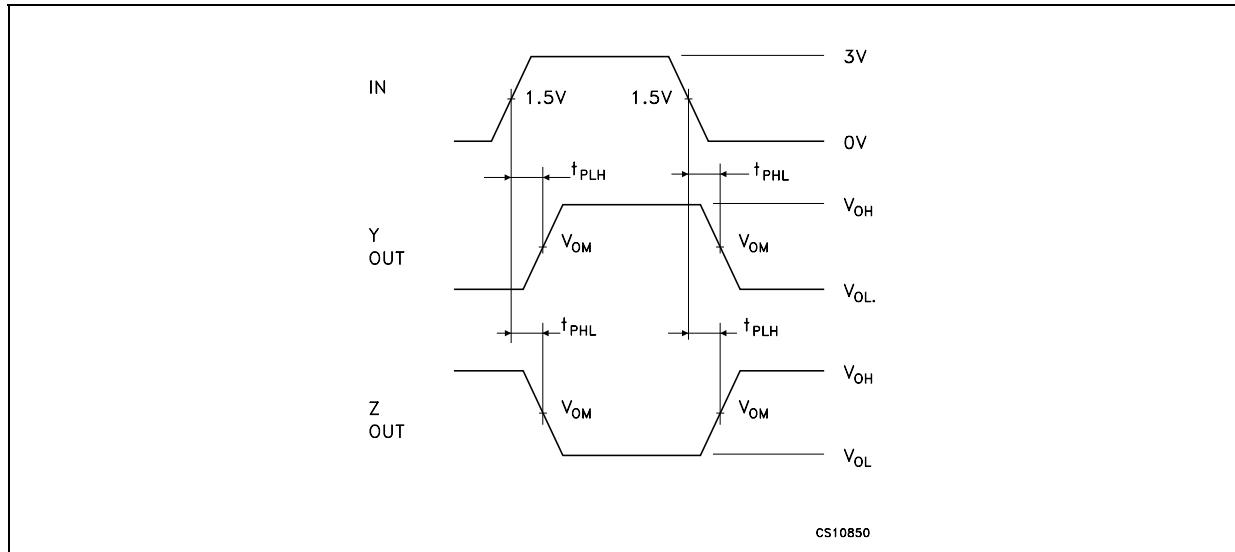 IN
1.5V
1.5V
3V
0V
tPLH
tPHL
Y
OUT
VOM
VOM
VOH
VOL.
tPHL
tPLH
Z
OUT
VOM
VOM
VOH
VOL
CS10850